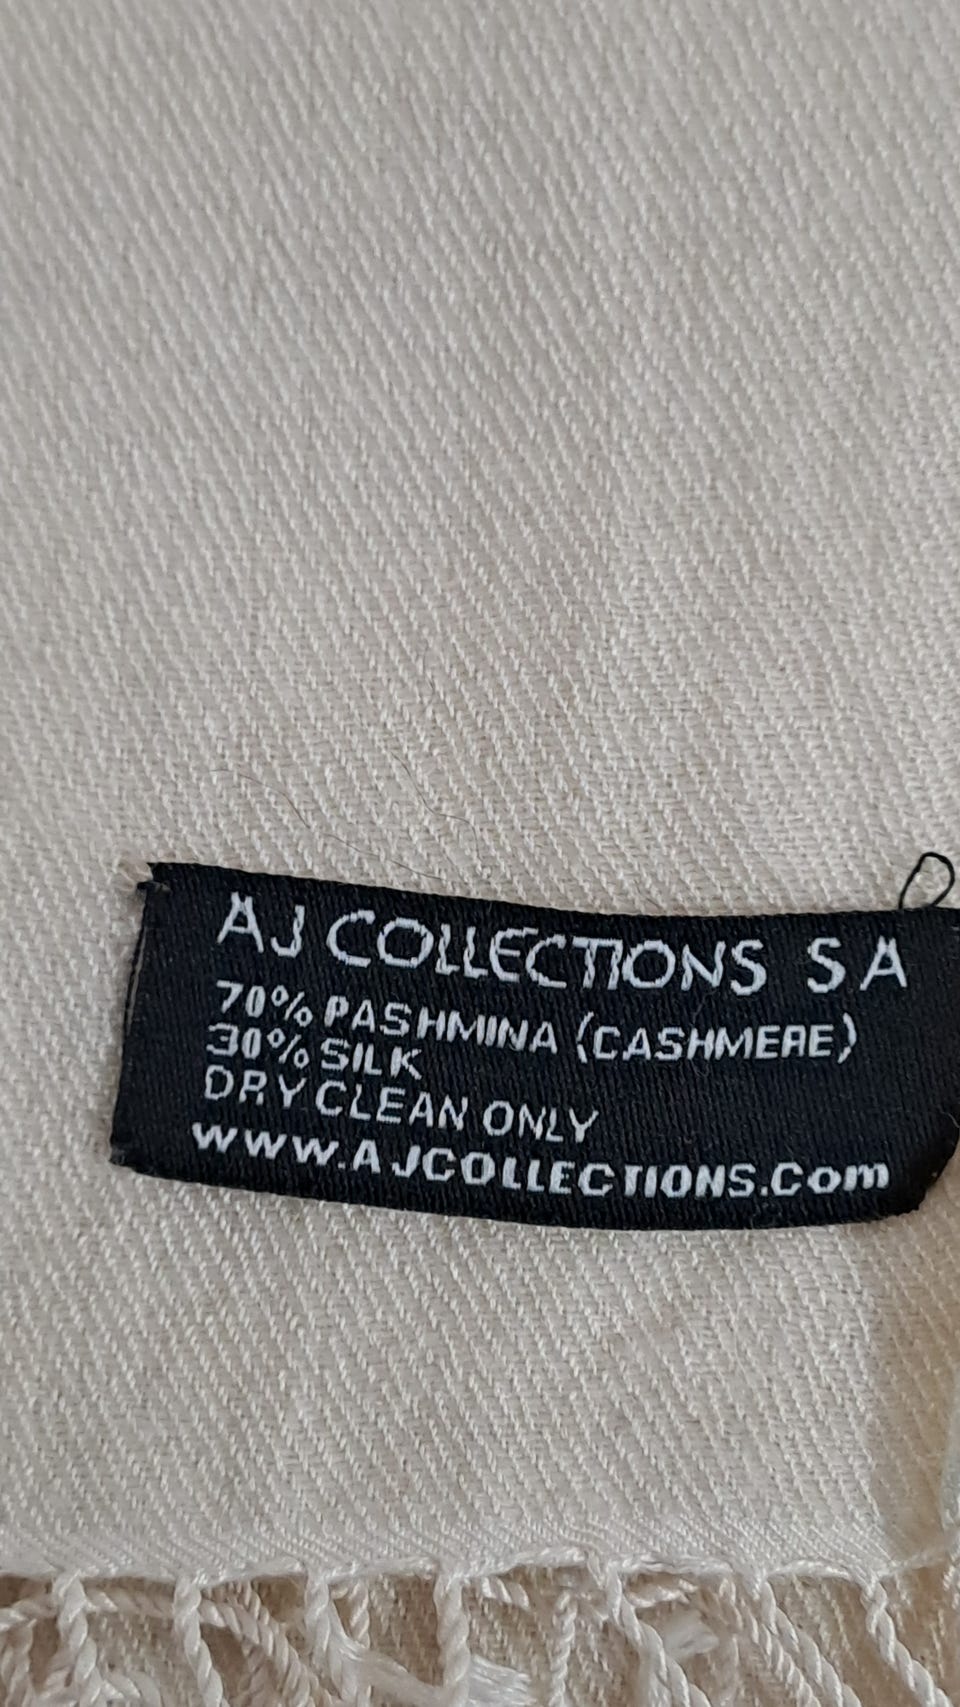 AJ COLLECTIONS SA
70% PASHMINA (CASHMERE)
30% SILK
DRY CLEAN ONLY
www.AJCOLLECTIONS.Com